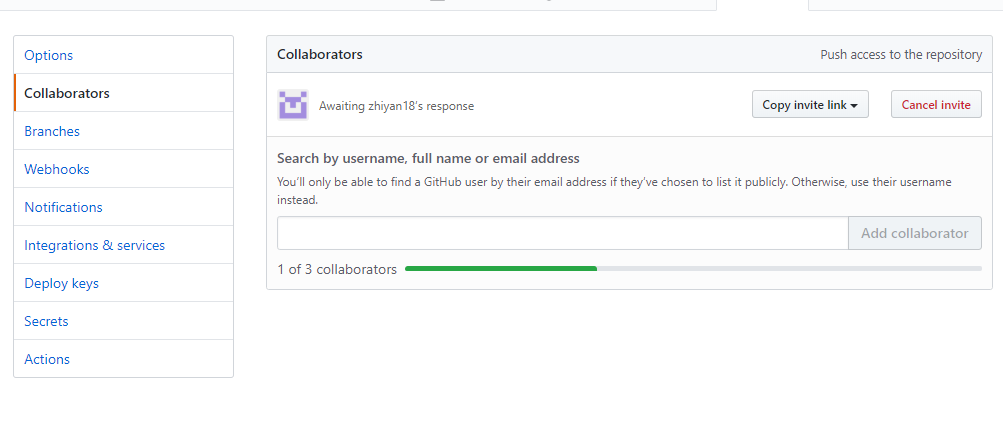 Options
Collaborators
Branches
Webhooks
Notifications
Integrations & services
Deploy keys
Secrets
Actions
Collaborators
Push access to the repository
Awaiting zhiyan18's response
Copy invite link
Cancel invite
Search by username, full name or email address
You'll only be able to find a GitHub user by their email address if they've chosen to list it publicly. Otherwise, use their username
instead.
Add collaborator
1 of 3 collaborators